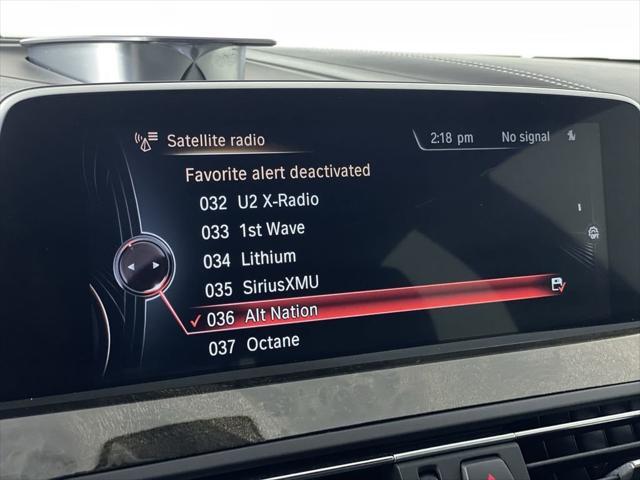 Satellite radio 2:18 pm No signal
Favorite alert deactivated
032 U2 X-Radio
033 1st Wave
034 Lithium
035 SiriusXMU
036 Alt Nation
037 Octane